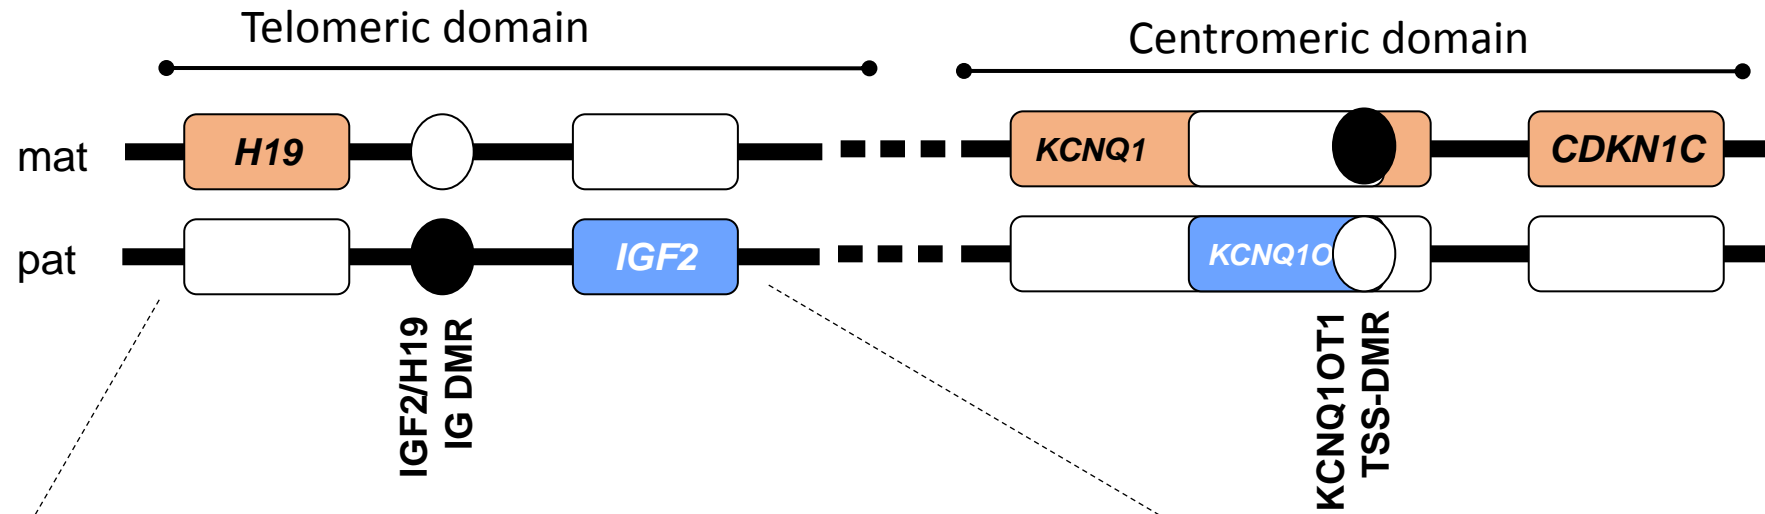 Telomeric domain
Centromeric domain
mat
H19
KCNQ1
CDKN1C
pat
IGF2
KCNQ1O
IGF2/H19
IG DMR
KCNQ1OT1
TSS-DMR